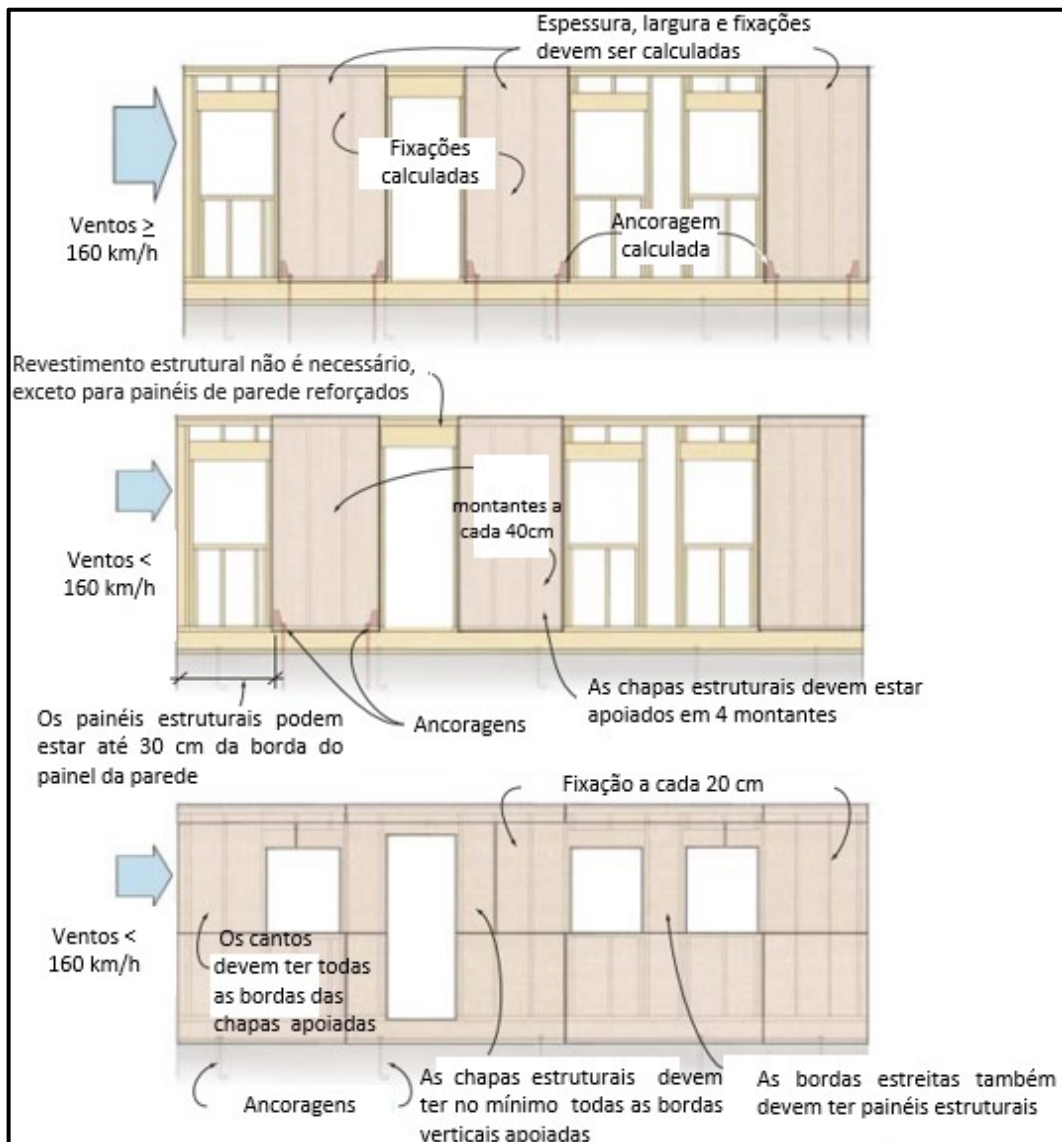 Espessura, largura e fixações
devem ser calculadas
Fixações
calculadas
Ventos ≥
160 km/h
Ancoragem
calculada
Revestimento estrutural não é necessário,
exceto para painéis de parede reforçados
montantes a
cada 40cm
Ventos <
160 km/h
As chapas estruturais devem estar
apoiados em 4 montantes
Os painéis estruturais podem
estar até 30 cm da borda do
painel da parede
Ancoragens
Fixação a cada 20 cm
Ventos <
160 km/h
Os cantos
devem ter todas
as bordas das
chapas apoiadas
Ancoragens
As chapas estruturais devem
ter no mínimo todas as bordas
verticais apoiadas
As bordas estreitas também
devem ter painéis estruturais